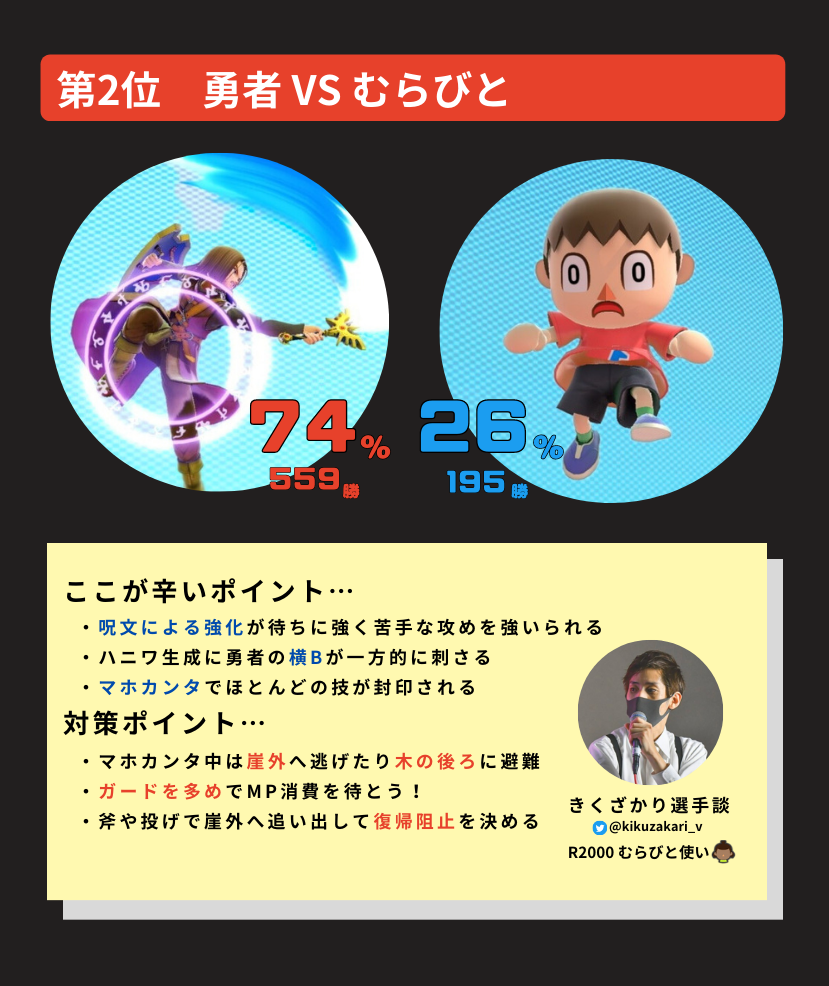 第2位　勇者 VS むらびと
74%
559勝
26%
195勝
ここが辛いポイント…
・呪文による強化が待ちに強く苦手な攻めを強いられる
・ハニワ生成に勇者の横Bが一方的に刺さる
・マホカンタでほとんどの技が封印される
対策ポイント…
・マホカンタ中は崖外へ逃げたり木の後ろに避難
・ガードを多めでMP消費を待とう！
・斧や投げで崖外へ追い出して復帰阻止を決める
きくざかり選手談
@kikuzakari_v
R2000 むらびと使い